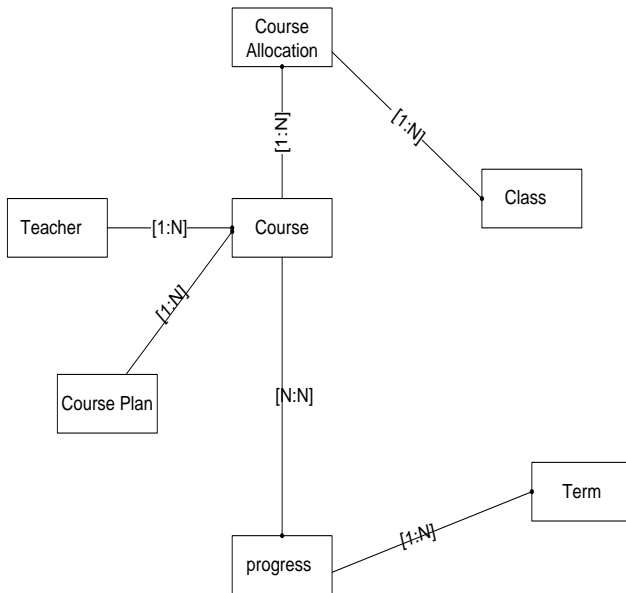 Course
Allocation
[1:N]
[1:N]
Class
Teacher
[1:N]
Course
[1:N]
Course Plan
[N:N]
Term
[1:N]
progress